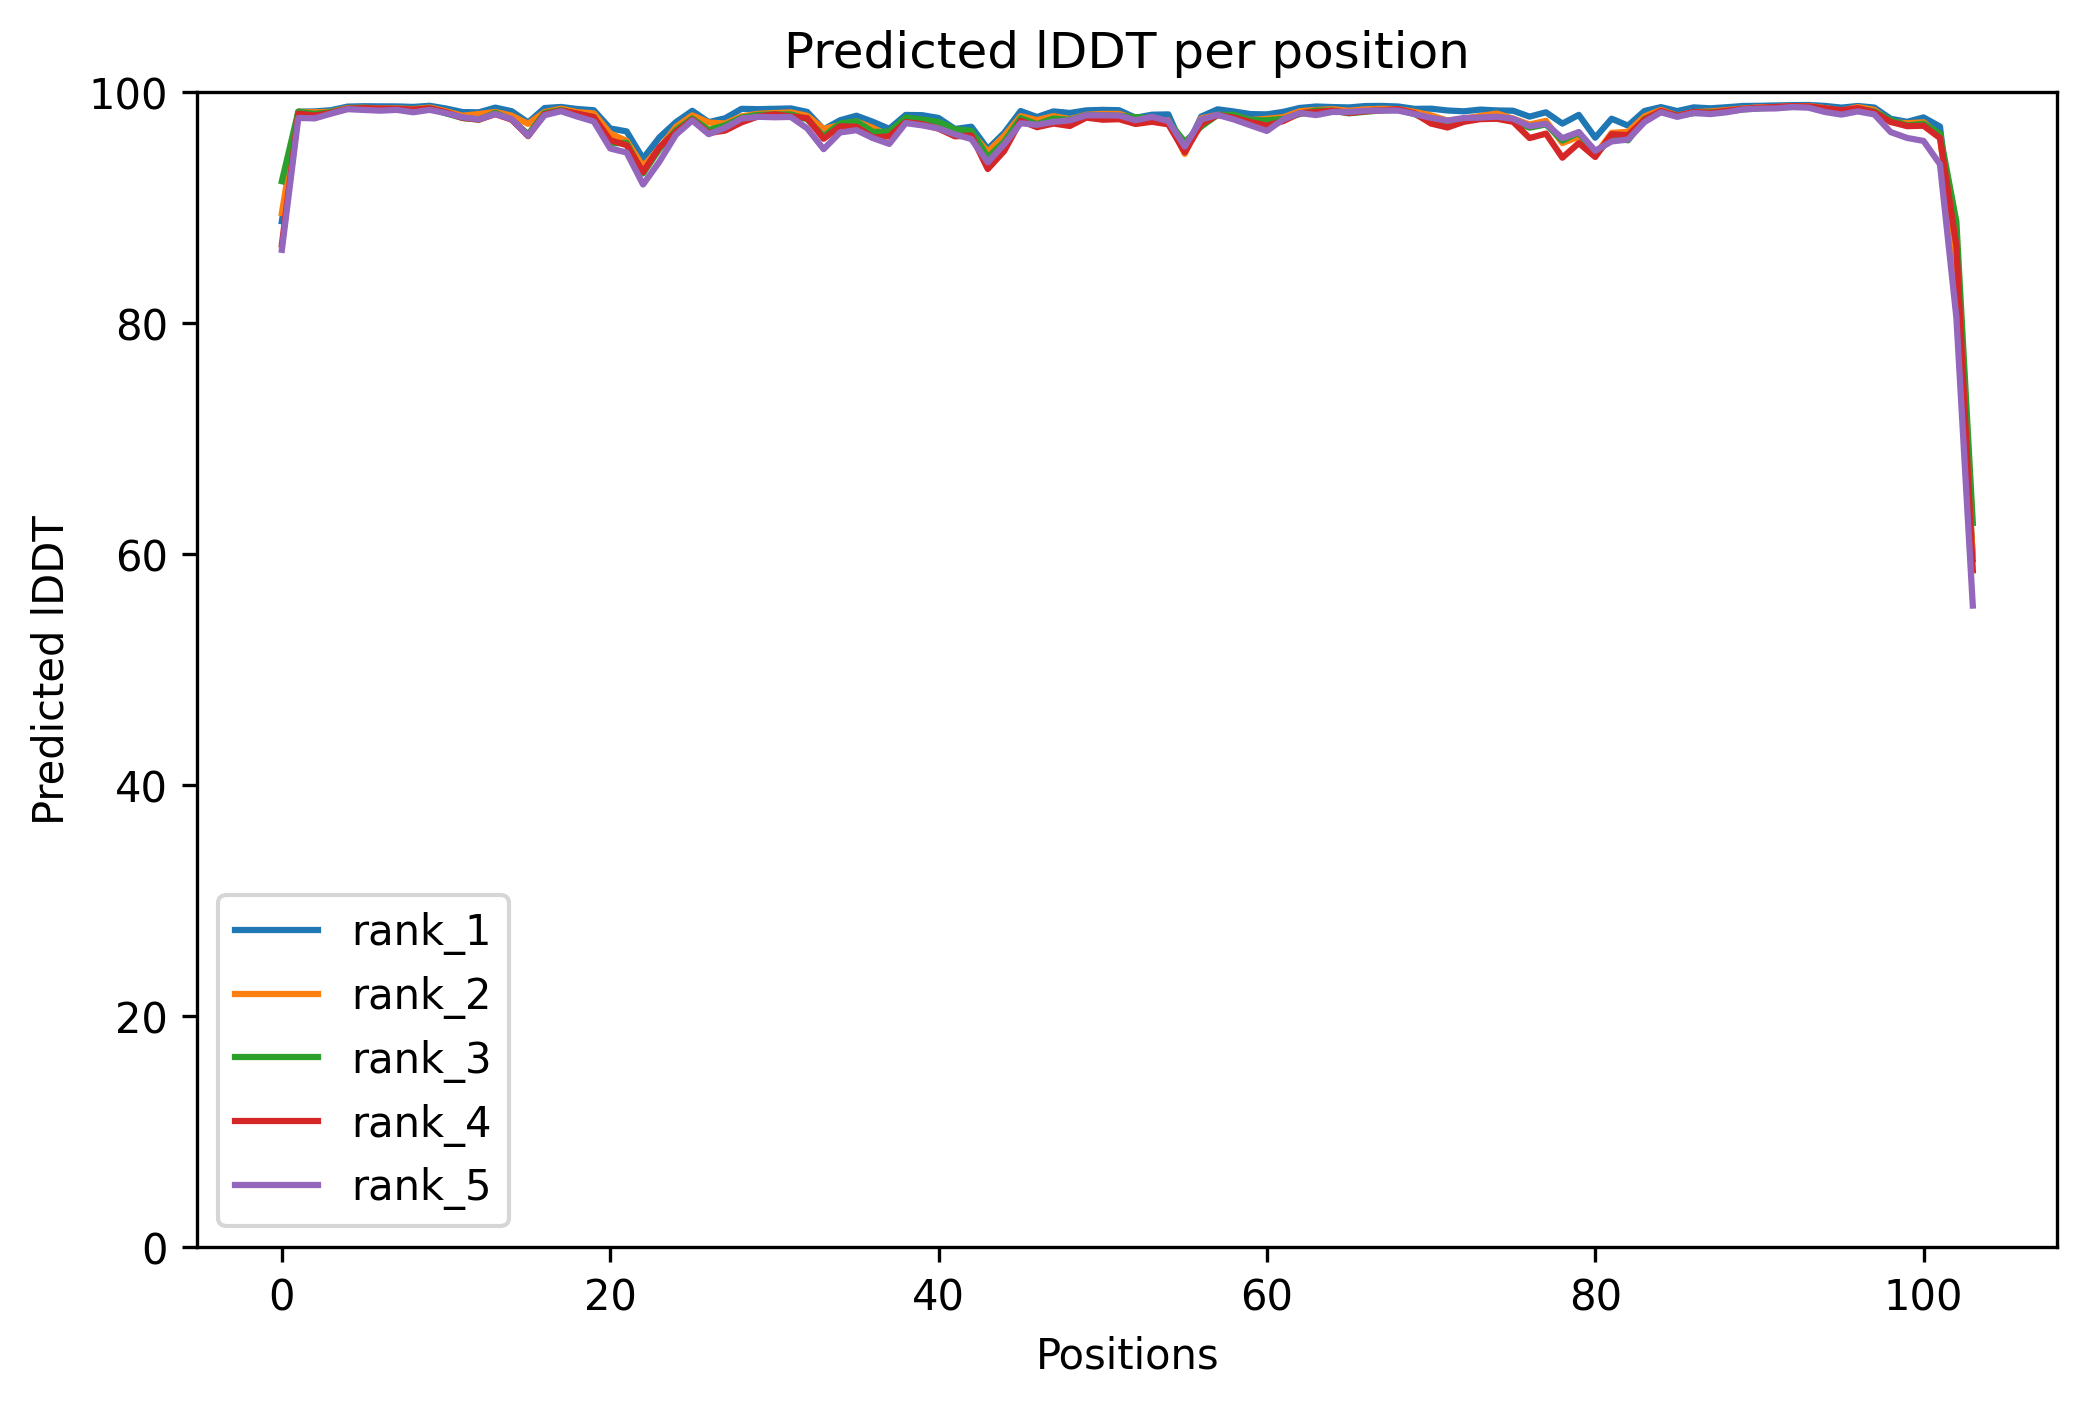 Predicted lDDT per position
100
80
60
40
20
0
Predicted lDDT
rank_1
rank_2
rank_3
rank_4
rank_5
0 20 40 60 80 100
Positions